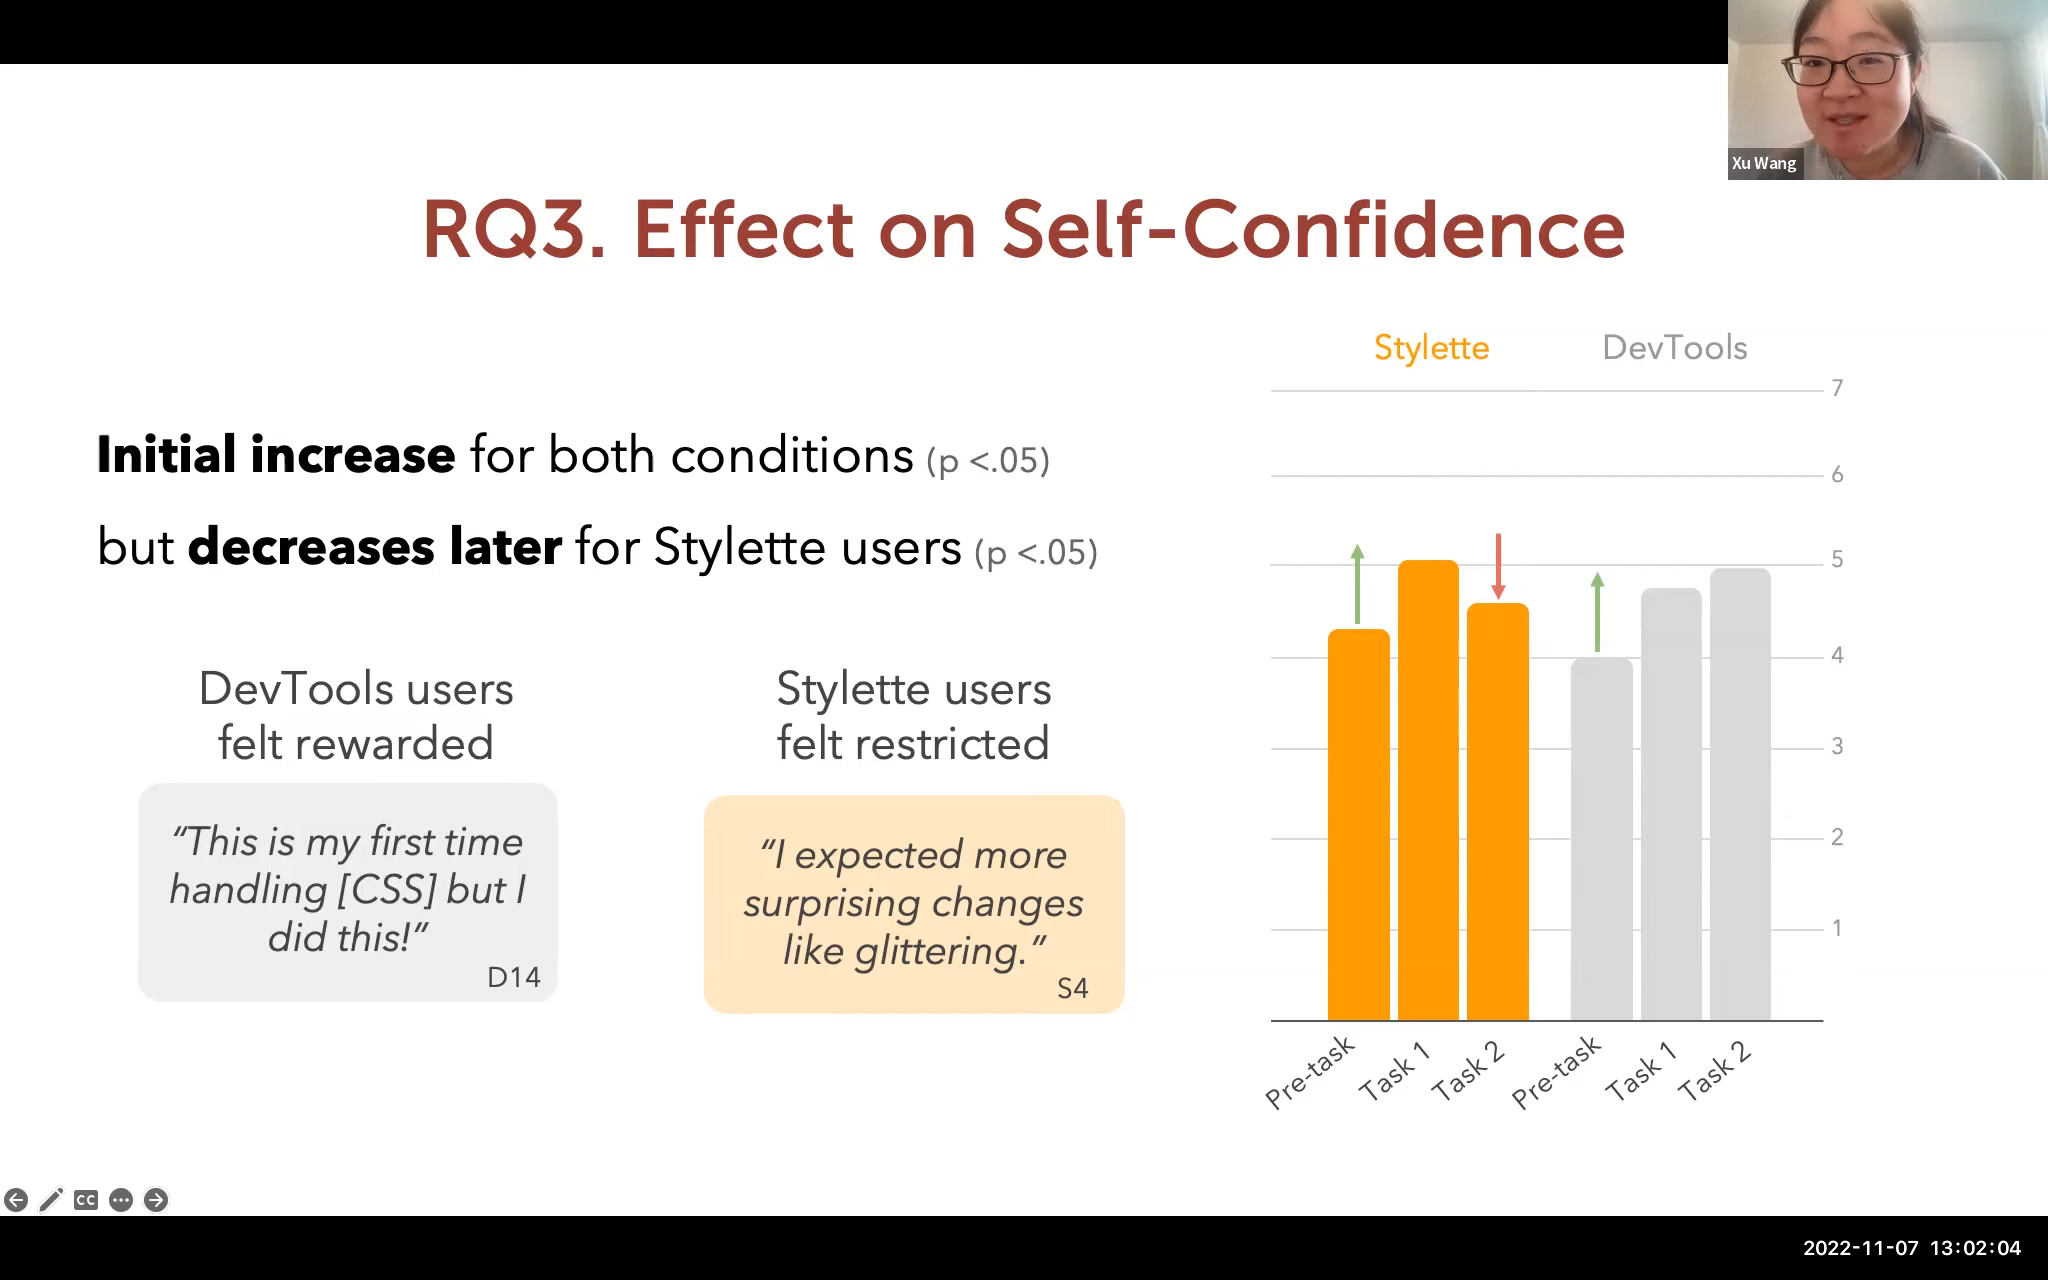 Xu Wang
RQ3. Effect on Self-Confidence
Initial increase for both conditions (p <.05)
but decreases later for Stylette users (p <.05)
DevTools users
felt rewarded
“This is my first time
handling [CSS] but I
did this!”
D14
Stylette users
felt restricted
“I expected more
surprising changes
like glittering.”
S4
Stylette
DevTools
7
6
5
4
3
2
1
Pre-task
Task 1
Task 2
Pre-task
Task 1
Task 2
CC
2022-11-07 13:02:04